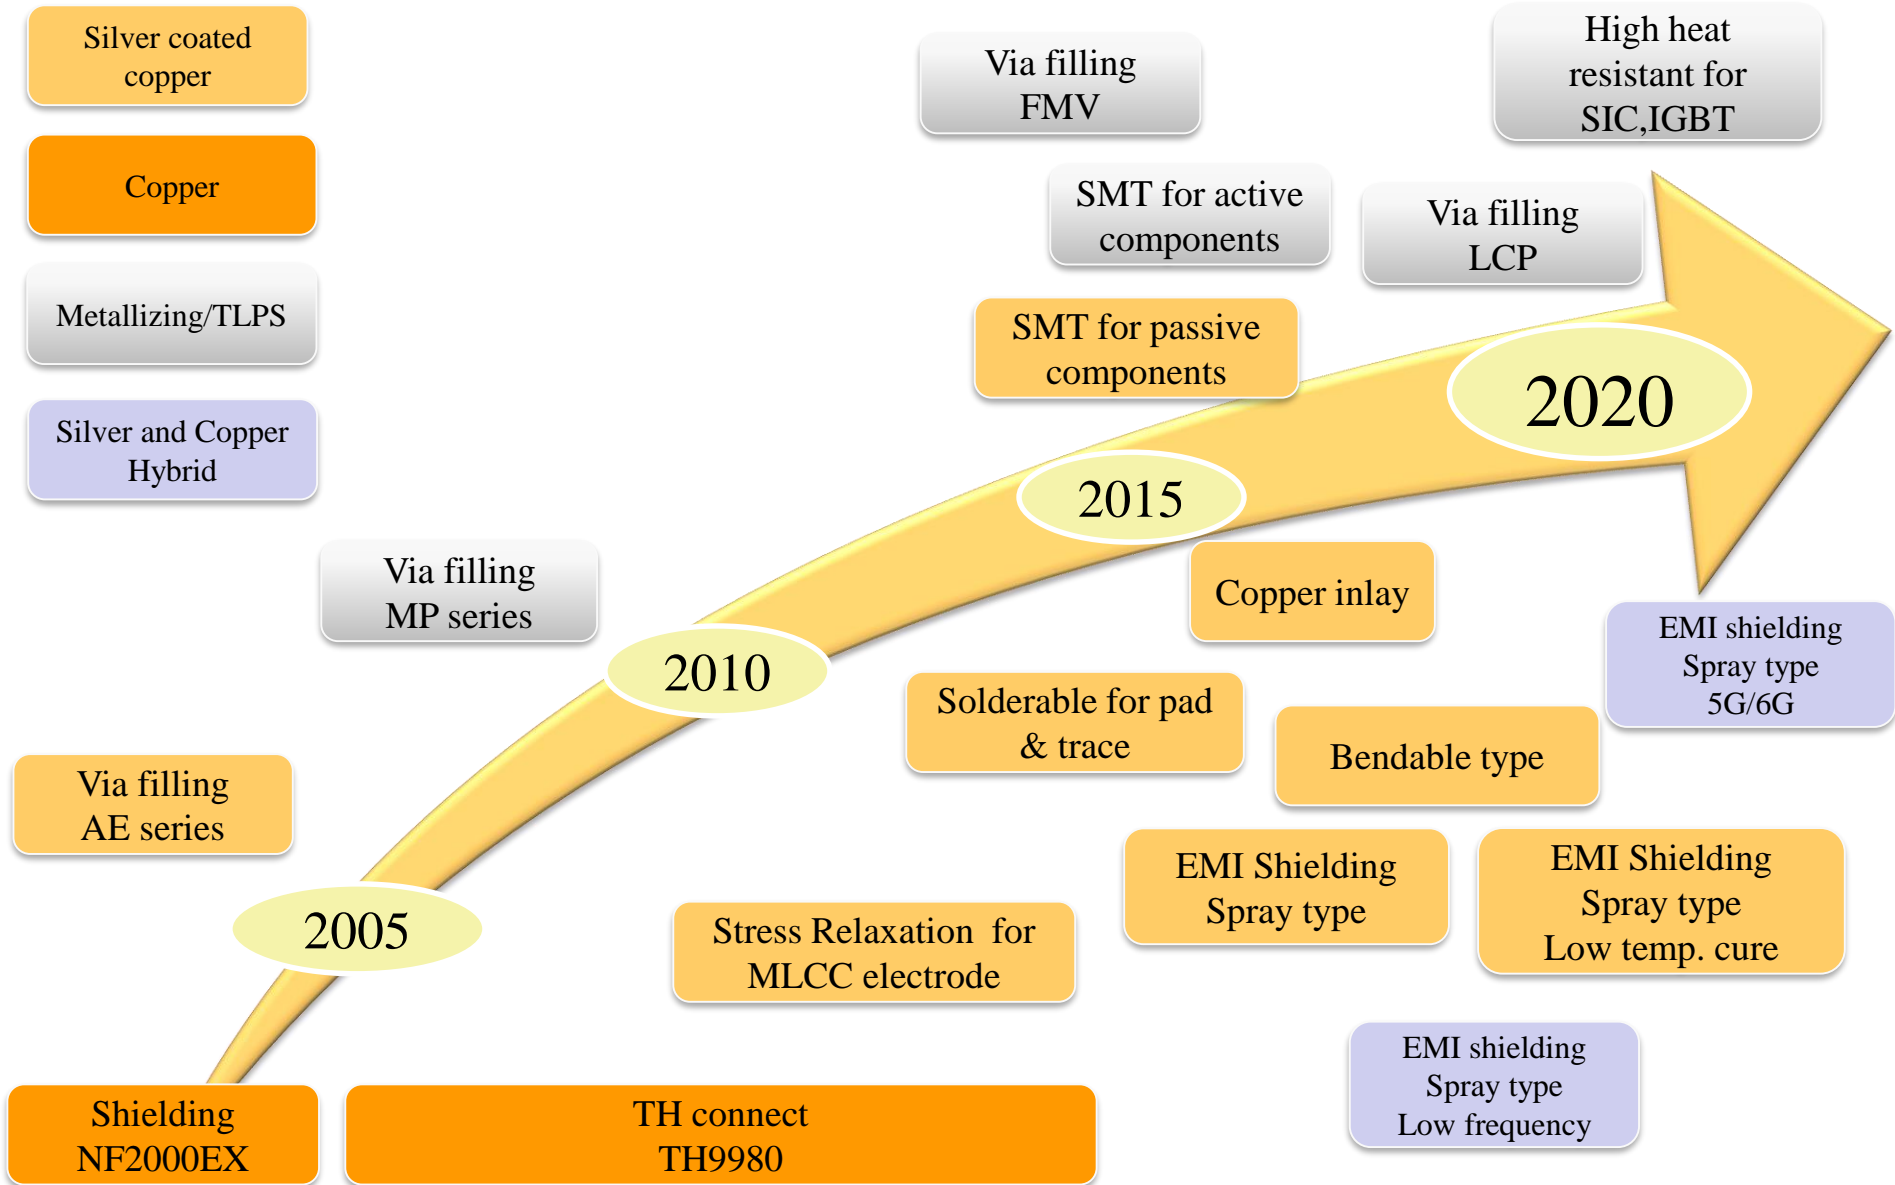 Silver coated
copper
Copper
Metallizing/TLPS
Silver and Copper
Hybrid
Via filling
FMV
High heat
resistant for
SIC,IGBT
SMT for active
components
Via filling
LCP
SMT for passive
components
2020
2015
Via filling
MP series
Copper inlay
2010
EMI shielding
Spray type
5G/6G
Solderable for pad
& trace
Bendable type
Via filling
AE series
EMI Shielding
Spray type
EMI Shielding
Spray type
Low temp. cure
2005
Stress Relaxation for
MLCC electrode
EMI shielding
Spray type
Low frequency
Shielding
NF2000EX
TH connect
TH9980